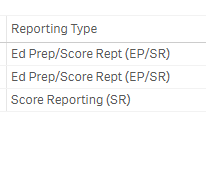 Reporting Type
Ed Prep/Score Rept (EP/SR)
Ed Prep/Score Rept (EP/SR)
Score Reporting (SR)